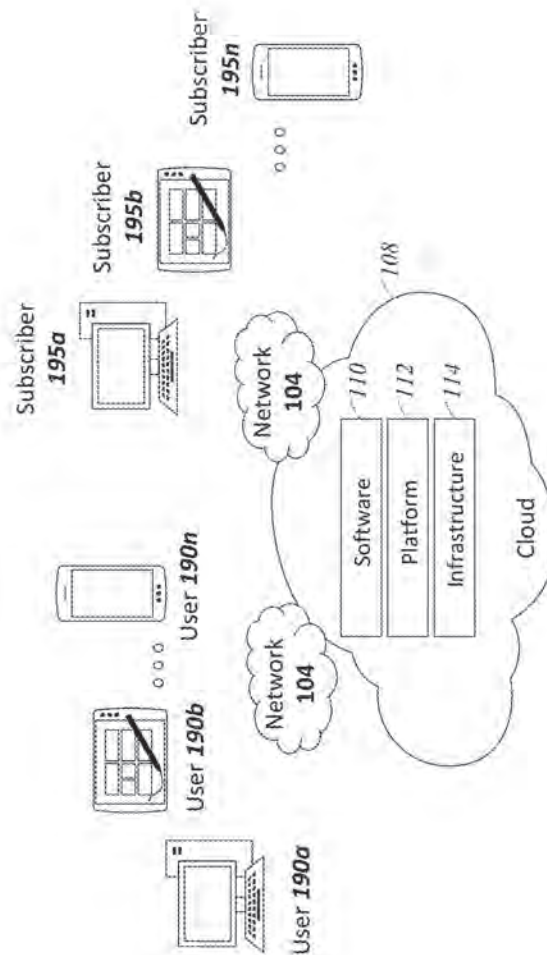 User 190a
User 190b
User 190n
Subscriber
195a
Subscriber
195b
Subscriber
195n
Network
104
Network
104
108
Software
110
Platform
112
Infrastructure
114
Cloud